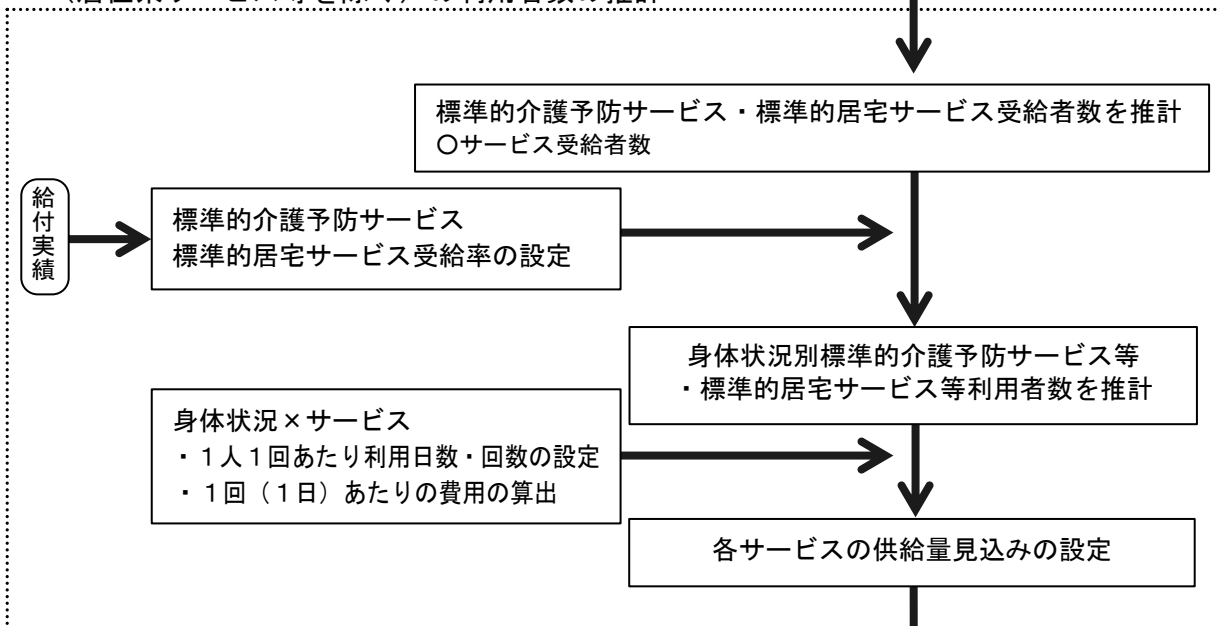 標準的介護予防サービス・標準的居宅サービス受給者数を推計
〇サービス受給者数
給付実績
標準的介護予防サービス
標準的居宅サービス受給率の設定
身体状況別標準的介護予防サービス等
・標準的居宅サービス等利用者数を推計
身体状況×サービス
・１人１回あたり利用日数・回数の設定
・１回（１日）あたりの費用の算出
各サービスの供給量見込みの設定